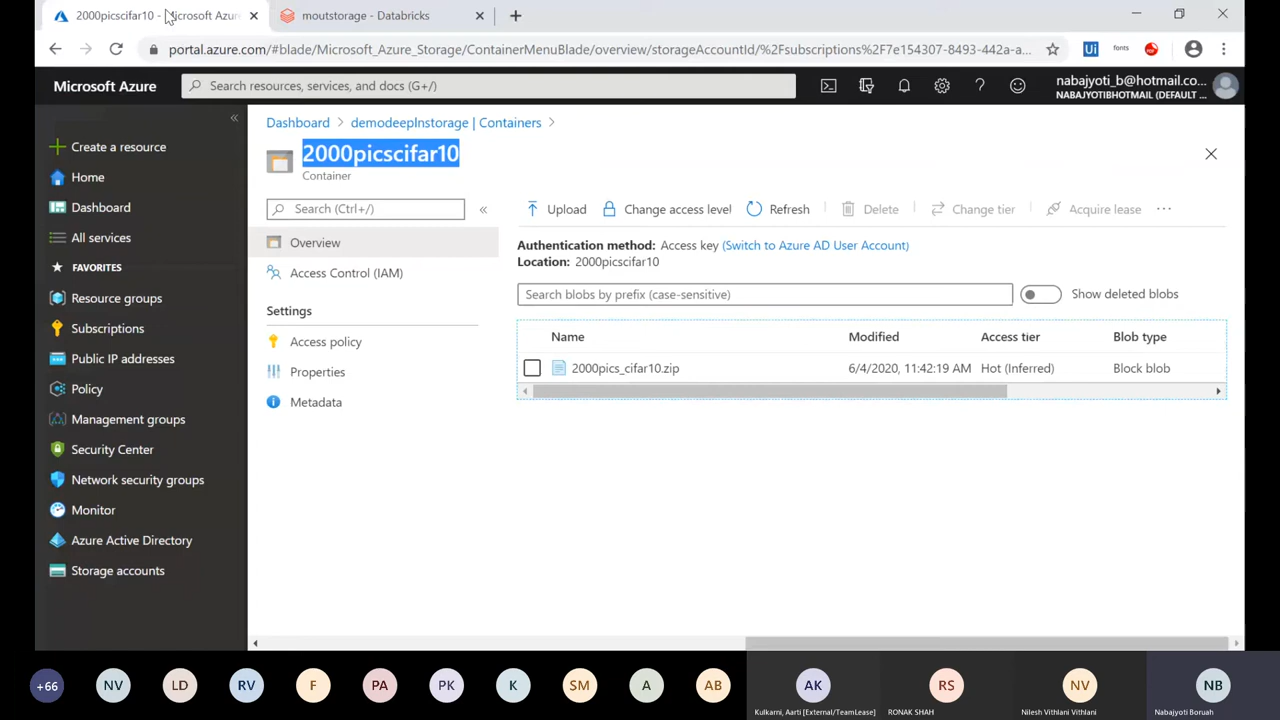 2000picscifar10 - Microsoft Azure
moutstorage - Databricks
portal.azure.com/#blade/Microsoft_Azure_Storage/ContainerMenuBlade/overview/storageAccountId/%2Fsubscriptions%2F7e154307-8493-442a-a...
Ui
fonts
PDF
Microsoft Azure
Search resources, services, and docs (G+/)
nabajyoti_b@hotmail.co...
NABAJYOTIBHOTMAIL (DEFAULT ...
Create a resource
Home
Dashboard
All services
FAVORITES
Resource groups
Subscriptions
Public IP addresses
Policy
Management groups
Security Center
Network security groups
Monitor
Azure Active Directory
Storage accounts
Dashboard > demodeeplnstorage | Containers >
2000picscifar10
Container
Search (Ctrl+/)
Overview
Access Control (IAM)
Settings
Access policy
Properties
Metadata
Upload
Change access level
Refresh
Delete
Change tier
Acquire lease
Authentication method: Access key (Switch to Azure AD User Account)
Location: 2000picscifar10
Search blobs by prefix (case-sensitive)
Show deleted blobs
Name Modified Access tier Blob type
2000pics_cifar10.zip 6/4/2020, 11:42:19 AM Hot (Inferred) Block blob
+66 NV LD RV F PA PK K SM A AB AK RS NV NB
Kulkarni, Aarti [External/TeamLease] RONAK SHAH Nilesh Vithlani Vithlani Nabajyoti Boruah